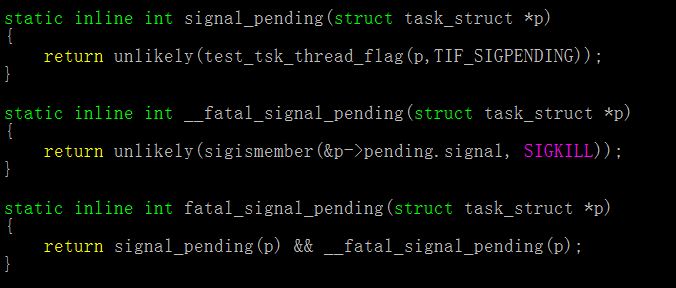 static inline int signal_pending(struct task_struct *p)
{
    return unlikely(test_tsk_thread_flag(p,TIF_SIGPENDING));
}
static inline int __fatal_signal_pending(struct task_struct *p)
{
    return unlikely(sigismember(&p->pending.signal, SIGKILL));
}
static inline int fatal_signal_pending(struct task_struct *p)
{
    return signal_pending(p) && __fatal_signal_pending(p);
}